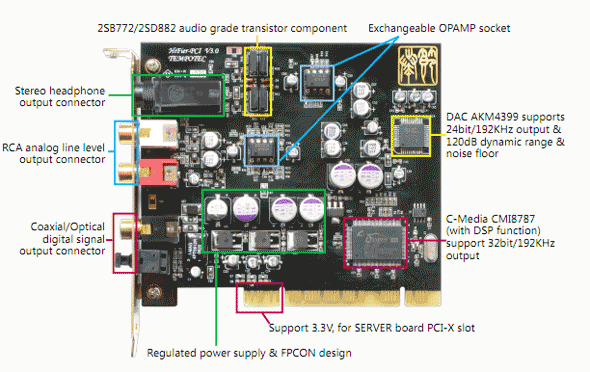 2SB772/2SD882 audio grade transistor component
Exchangeable OPAMP socket
HiFier-PCI V3.0
TEMPOTEC
Stereo headphone
output connector
DAC AKM4399 supports
24bit/192KHz output &
120dB dynamic range &
noise floor
RCA analog line level
output connector
Coaxial/Optical
digital signal
output connector
C-Media CMI8787
(with DSP function)
support 32bit/192KHz
output
Support 3.3V, for SERVER board PCI-X slot
Regulated power supply & FPCON design